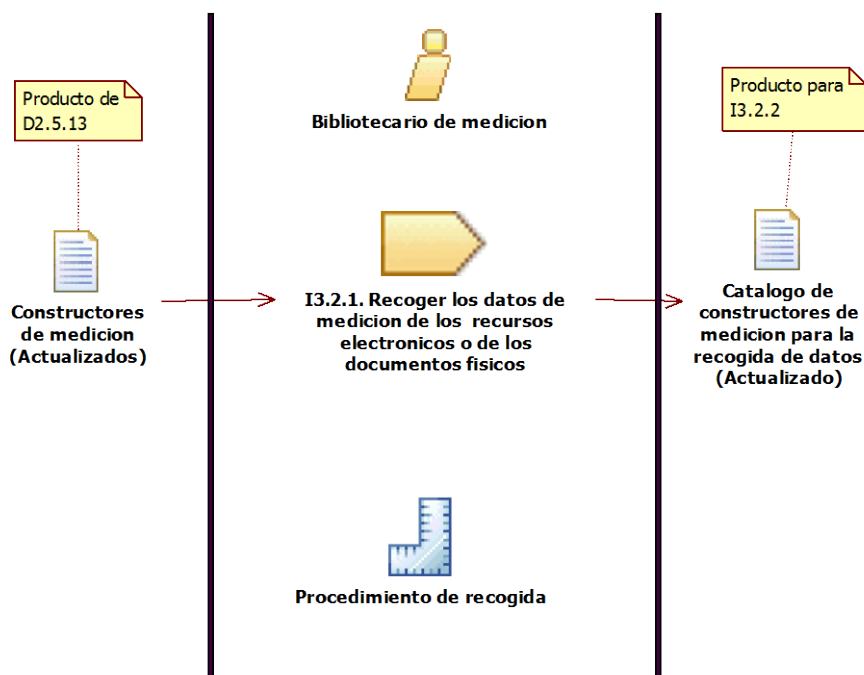 Producto de
D2.5.13
Constructores
de medicion
(Actualizados)
Bibliotecario de medicion
I3.2.1. Recoger los datos de
medicion de los recursos
electronicos o de los
documentos fisicos
Procedimiento de recogida
Producto para
I3.2.2
Catalogo de
constructores de
medicion para la
recogida de datos
(Actualizado)